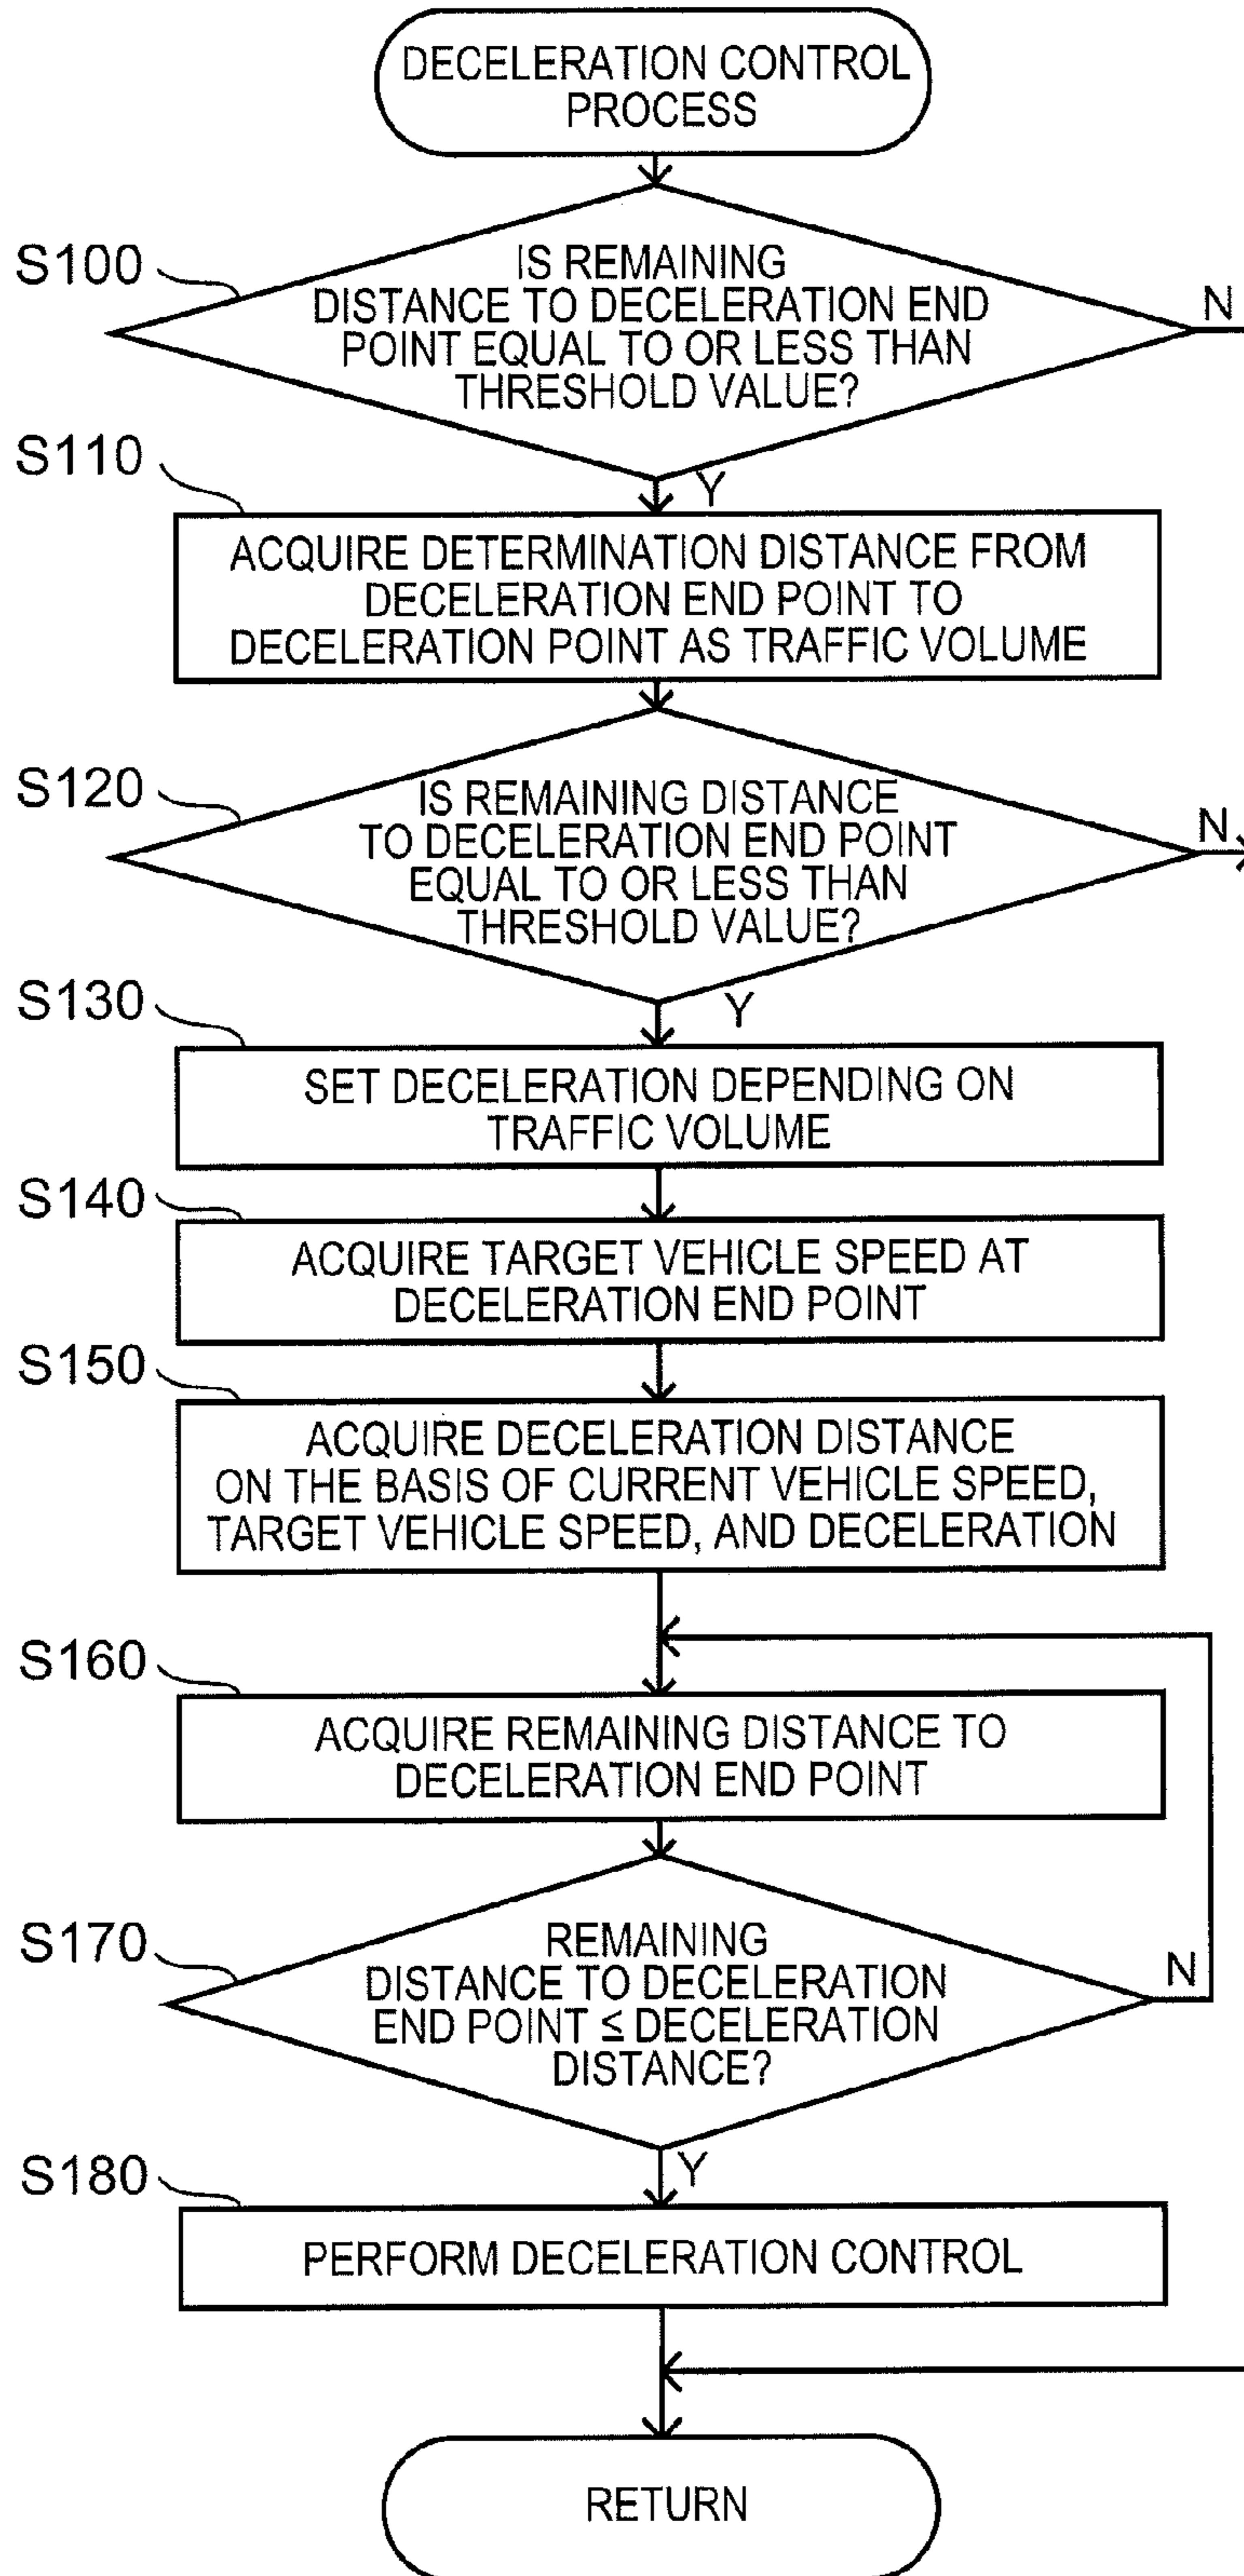 DECELERATION CONTROL
PROCESS
S100
IS REMAINING
DISTANCE TO DECELERATION END
POINT EQUAL TO OR LESS THAN
THRESHOLD VALUE?
N
Y
S110
ACQUIRE DETERMINATION DISTANCE FROM
DECELERATION END POINT TO
DECELERATION POINT AS TRAFFIC VOLUME
S120
IS REMAINING DISTANCE
TO DECELERATION END POINT
EQUAL TO OR LESS THAN
THRESHOLD VALUE?
N
Y
S130
SET DECELERATION DEPENDING ON
TRAFFIC VOLUME
S140
ACQUIRE TARGET VEHICLE SPEED AT
DECELERATION END POINT
S150
ACQUIRE DECELERATION DISTANCE
ON THE BASIS OF CURRENT VEHICLE SPEED,
TARGET VEHICLE SPEED, AND DECELERATION
S160
ACQUIRE REMAINING DISTANCE TO
DECELERATION END POINT
S170
REMAINING
DISTANCE TO DECELERATION
END POINT ≤ DECELERATION
DISTANCE?
N
Y
S180
PERFORM DECELERATION CONTROL
RETURN